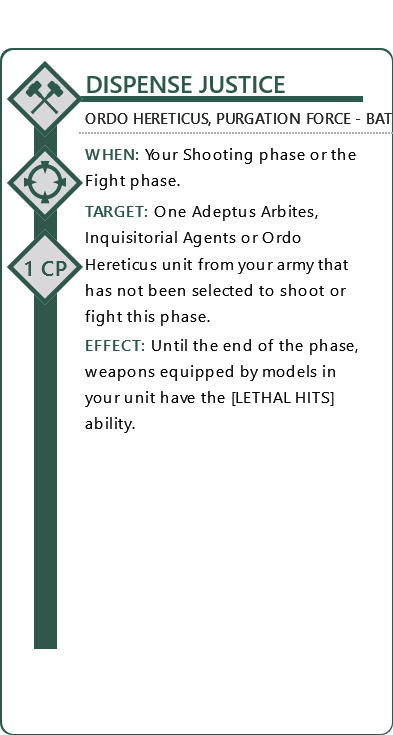 DISPENSE JUSTICE
ORDO HERETICUS, PURGATION FORCE - BAT
WHEN: Your Shooting phase or the
Fight phase.
TARGET: One Adeptus Arbites,
Inquisitorial Agents or Ordo
1 CP
Hereticus unit from your army that
has not been selected to shoot or
fight this phase.
EFFECT: Until the end of the phase,
weapons equipped by models in
your unit have the [LETHAL HITS]
ability.